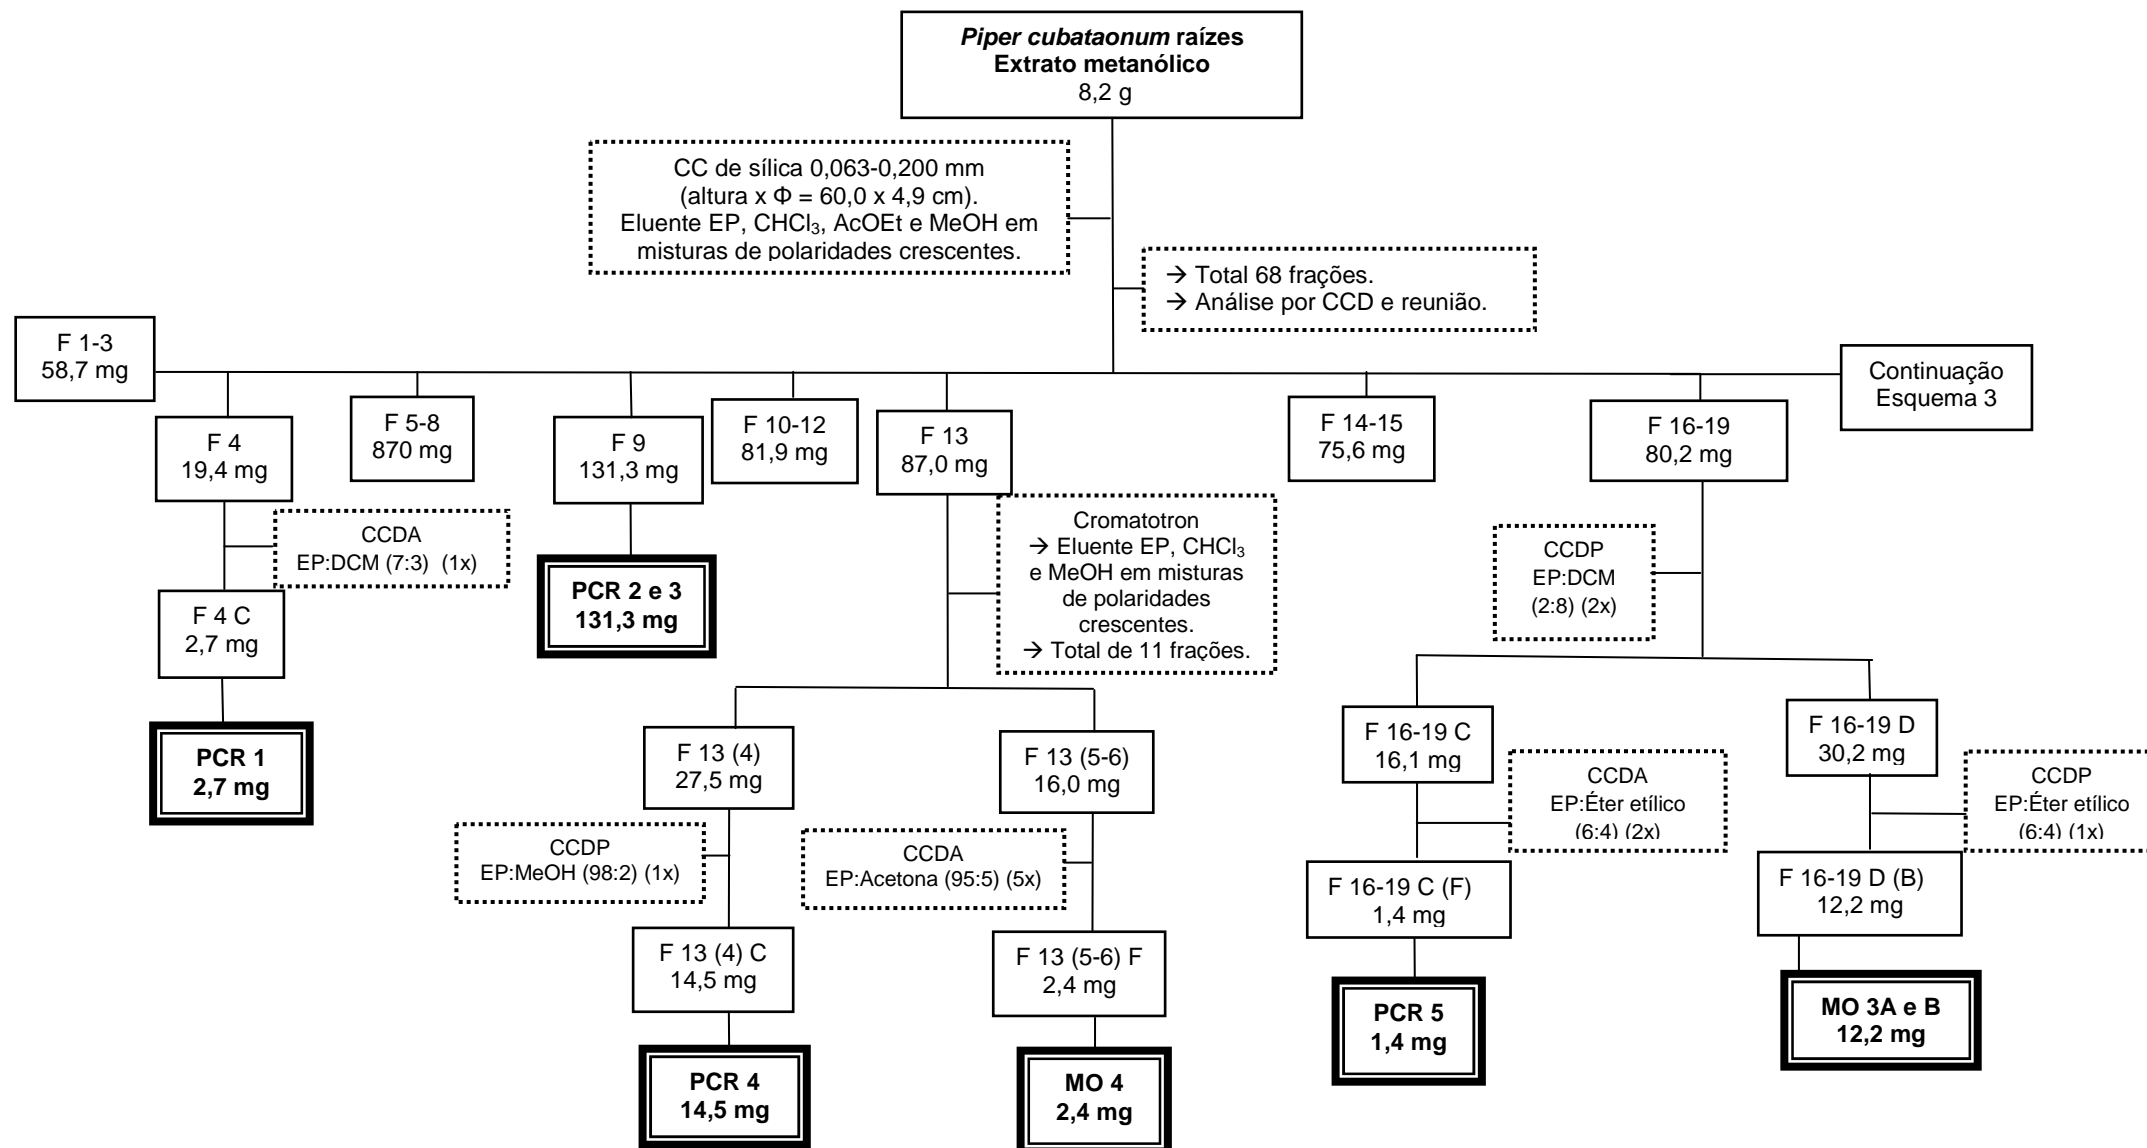 Piper cubataonum raízes
Extrato metanólico
8,2 g
CC de sílica 0,063-0,200 mm
(altura x Φ = 60,0 x 4,9 cm).
Eluente EP, CHCl₃, AcOEt e MeOH em
misturas de polaridades crescentes.
→ Total 68 frações.
→ Análise por CCD e reunião.
F 1-3
58,7 mg
Continuação
Esquema 3
F 4
19,4 mg
F 5-8
870 mg
F 9
131,3 mg
F 10-12
81,9 mg
F 13
87,0 mg
F 14-15
75,6 mg
F 16-19
80,2 mg
CCDA
EP:DCM (7:3) (1x)
Cromatotron
→ Eluente EP, CHCl₃
e MeOH em misturas
de polaridades
crescentes.
→ Total de 11 frações.
CCDP
EP:DCM
(2:8) (2x)
F 4 C
2,7 mg
PCR 2 e 3
131,3 mg
PCR 1
2,7 mg
F 13 (4)
27,5 mg
F 13 (5-6)
16,0 mg
F 16-19 C
16,1 mg
F 16-19 D
30,2 mg
CCDP
EP:MeOH (98:2) (1x)
CCDA
EP:Acetona (95:5) (5x)
CCDA
EP:Éter etílico
(6:4) (2x)
CCDP
EP:Éter etílico
(6:4) (1x)
F 13 (4) C
14,5 mg
F 13 (5-6) F
2,4 mg
F 16-19 C (F)
1,4 mg
F 16-19 D (B)
12,2 mg
PCR 4
14,5 mg
MO 4
2,4 mg
PCR 5
1,4 mg
MO 3A e B
12,2 mg